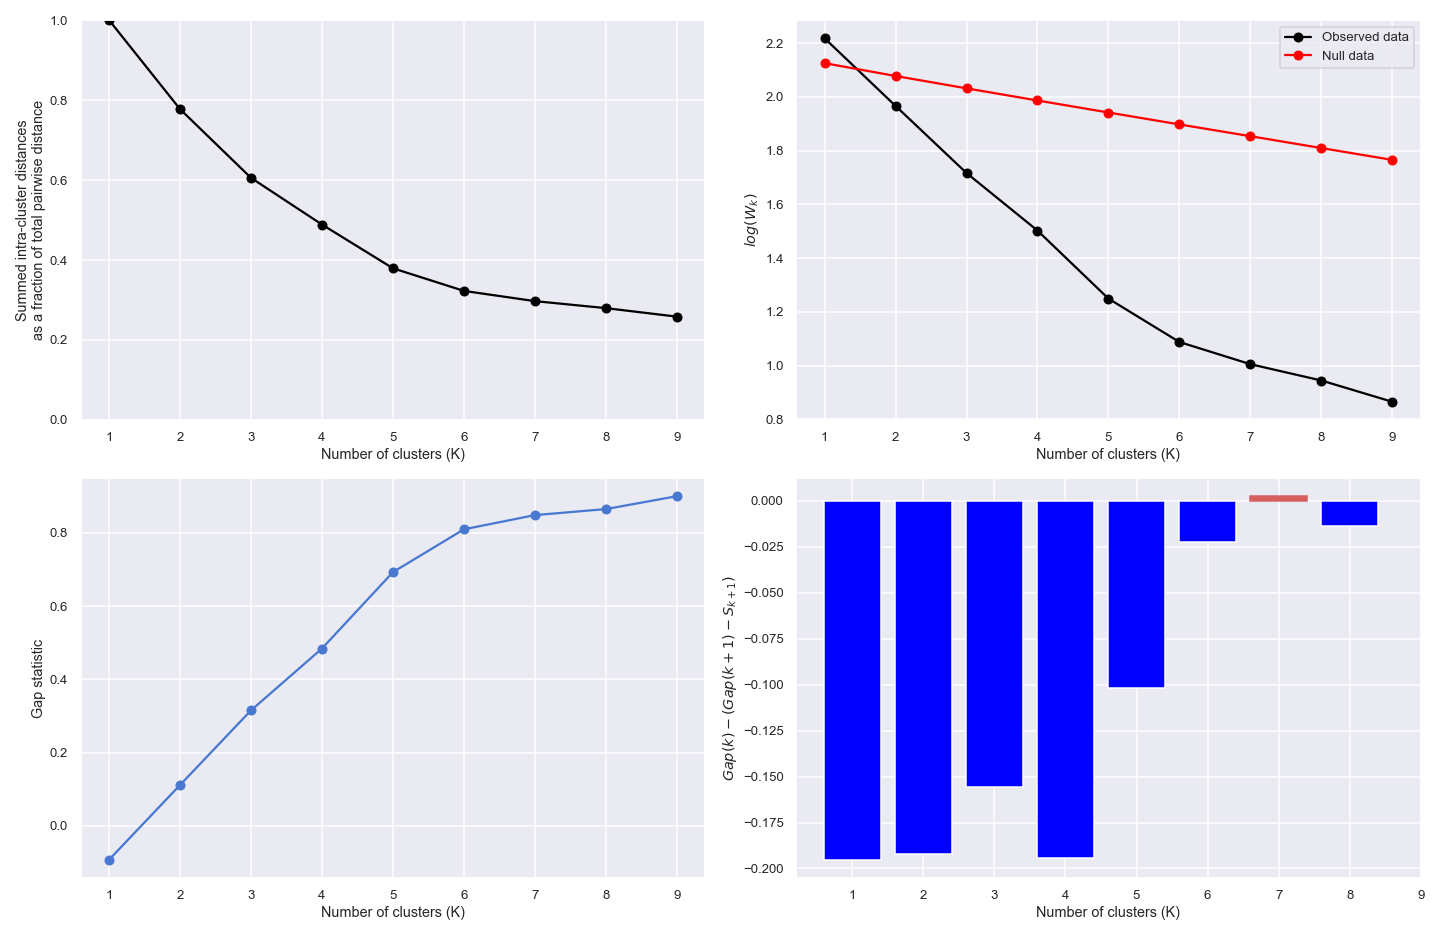 1.0
0.8
0.6
0.4
0.2
0.0
Summed intra-cluster distances
as a fraction of total pairwise distance
1 2 3 4 5 6 7 8 9
Number of clusters (K)
Observed data
Null data
2.2
2.0
1.8
1.6
1.4
1.2
1.0
0.8
log(W_k)
1 2 3 4 5 6 7 8 9
Number of clusters (K)
0.8
0.6
0.4
0.2
0.0
Gap statistic
1 2 3 4 5 6 7 8 9
Number of clusters (K)
0.000
−0.025
−0.050
−0.075
−0.100
−0.125
−0.150
−0.175
−0.200
Gap(k) − (Gap(k + 1) − S_{k+1})
1 2 3 4 5 6 7 8 9
Number of clusters (K)